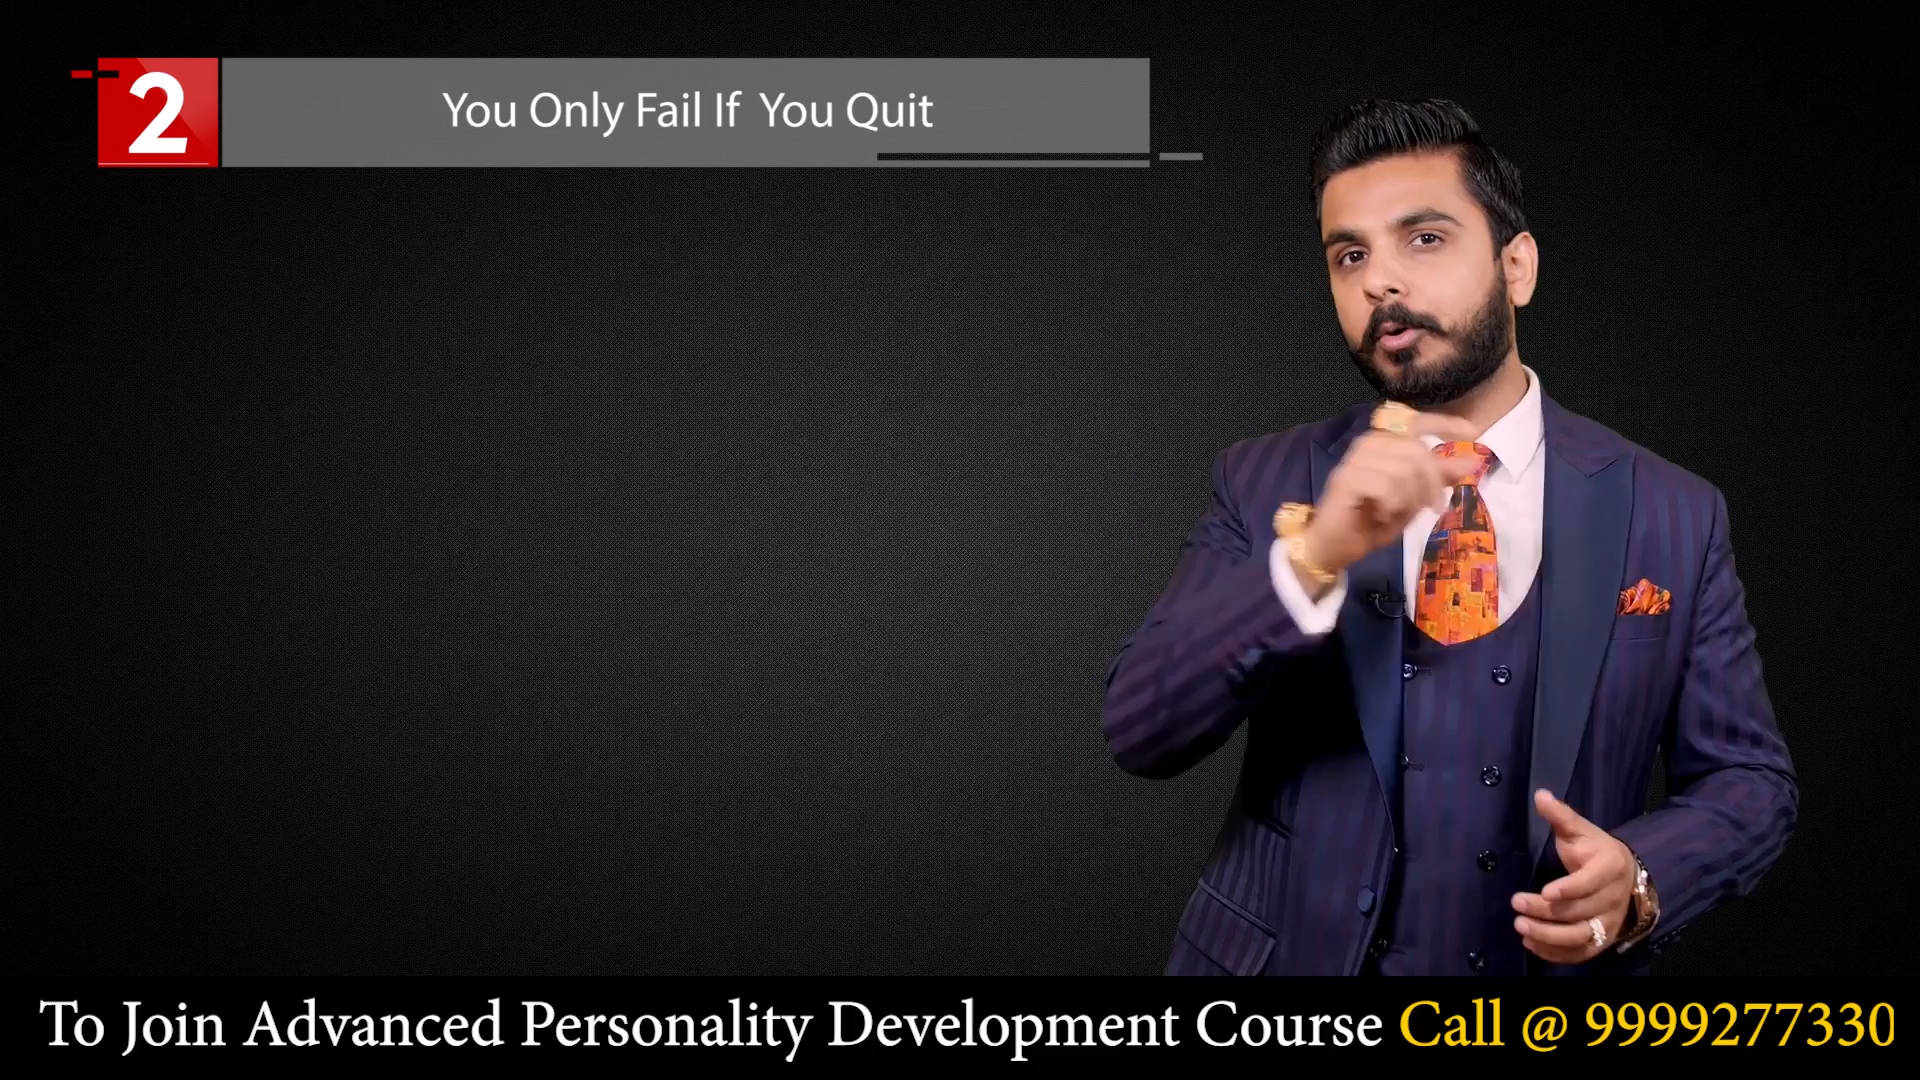 2
You Only Fail If You Quit
To Join Advanced Personality Development Course Call @ 9999277330